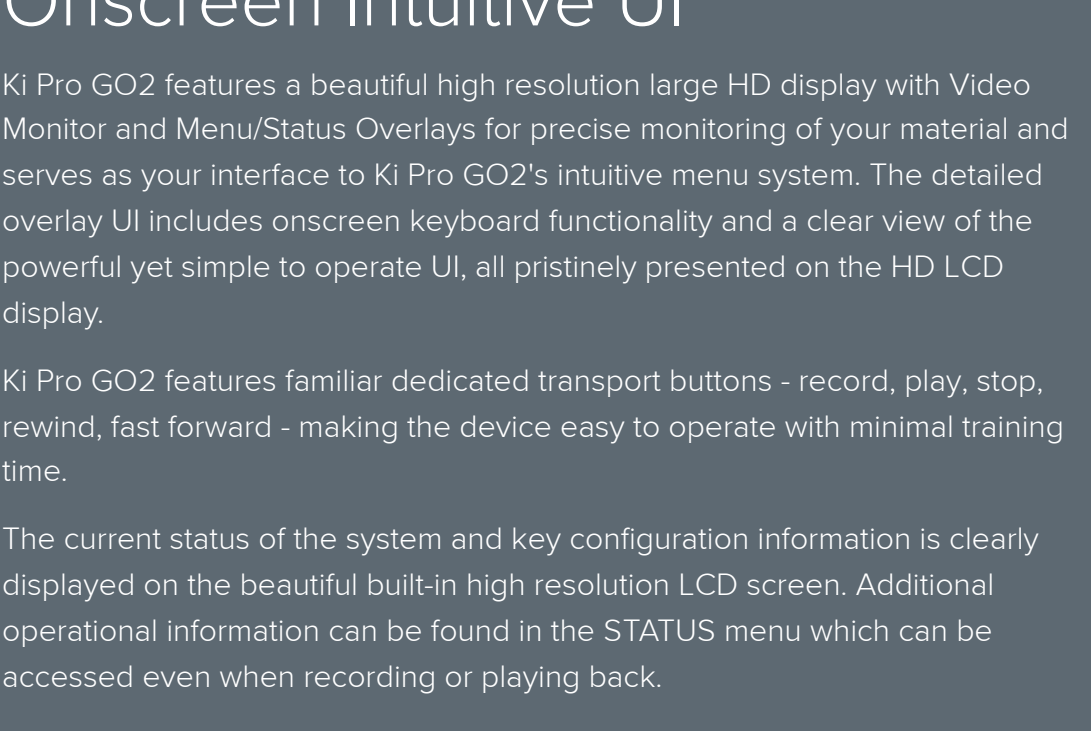 Onscreen Intuitive UI
Ki Pro GO2 features a beautiful high resolution large HD display with Video
Monitor and Menu/Status Overlays for precise monitoring of your material and
serves as your interface to Ki Pro GO2's intuitive menu system. The detailed
overlay UI includes onscreen keyboard functionality and a clear view of the
powerful yet simple to operate UI, all pristinely presented on the HD LCD
display.
Ki Pro GO2 features familiar dedicated transport buttons - record, play, stop,
rewind, fast forward - making the device easy to operate with minimal training
time.
The current status of the system and key configuration information is clearly
displayed on the beautiful built-in high resolution LCD screen. Additional
operational information can be found in the STATUS menu which can be
accessed even when recording or playing back.